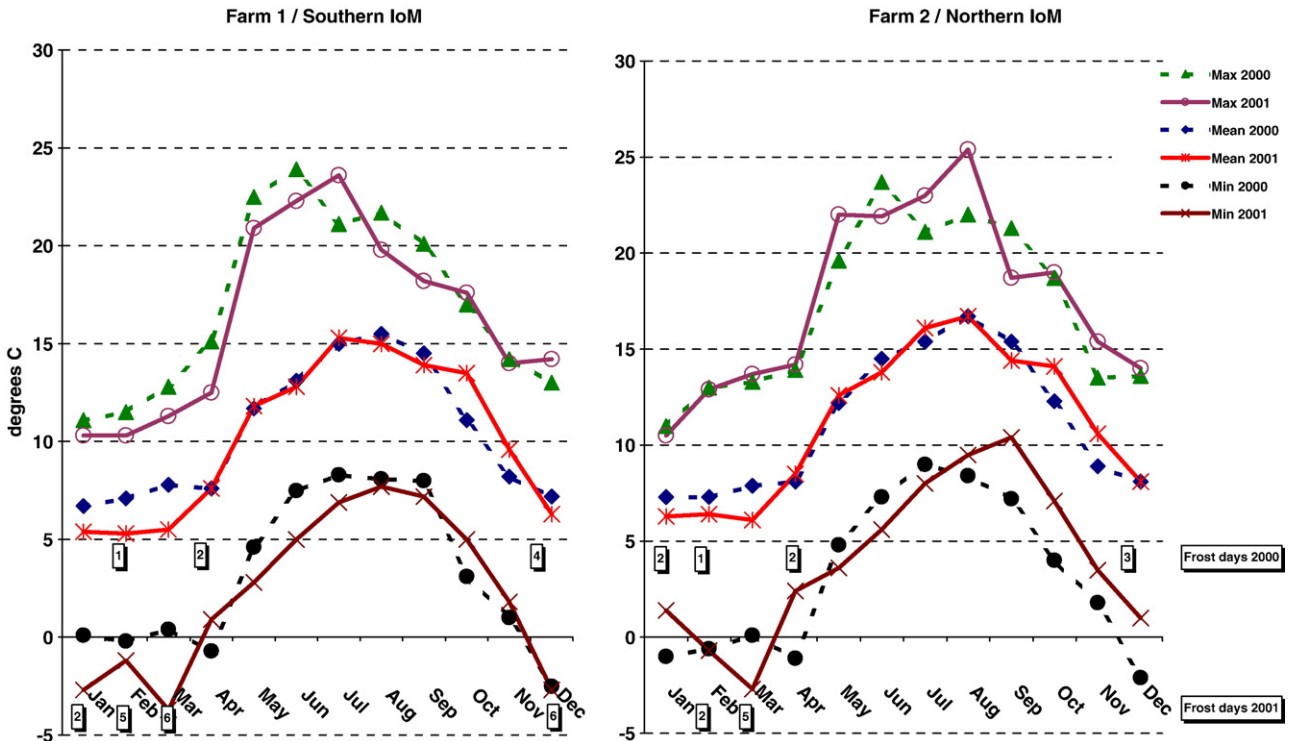 Farm 1 / Southern IoM
30
25
20
15
10
5
0
-5
degrees C
Jan
Feb
Mar
Apr
May
Jun
Jul
Aug
Sep
Oct
Nov
Dec
1
2
4
2
5
6
6
Farm 2 / Northern IoM
30
25
20
15
10
5
0
-5
Jan
Feb
Mar
Apr
May
Jun
Jul
Aug
Sep
Oct
Nov
Dec
2
1
2
3
2
5
Max 2000
Max 2001
Mean 2000
Mean 2001
Min 2000
Min 2001
Frost days 2000
Frost days 2001